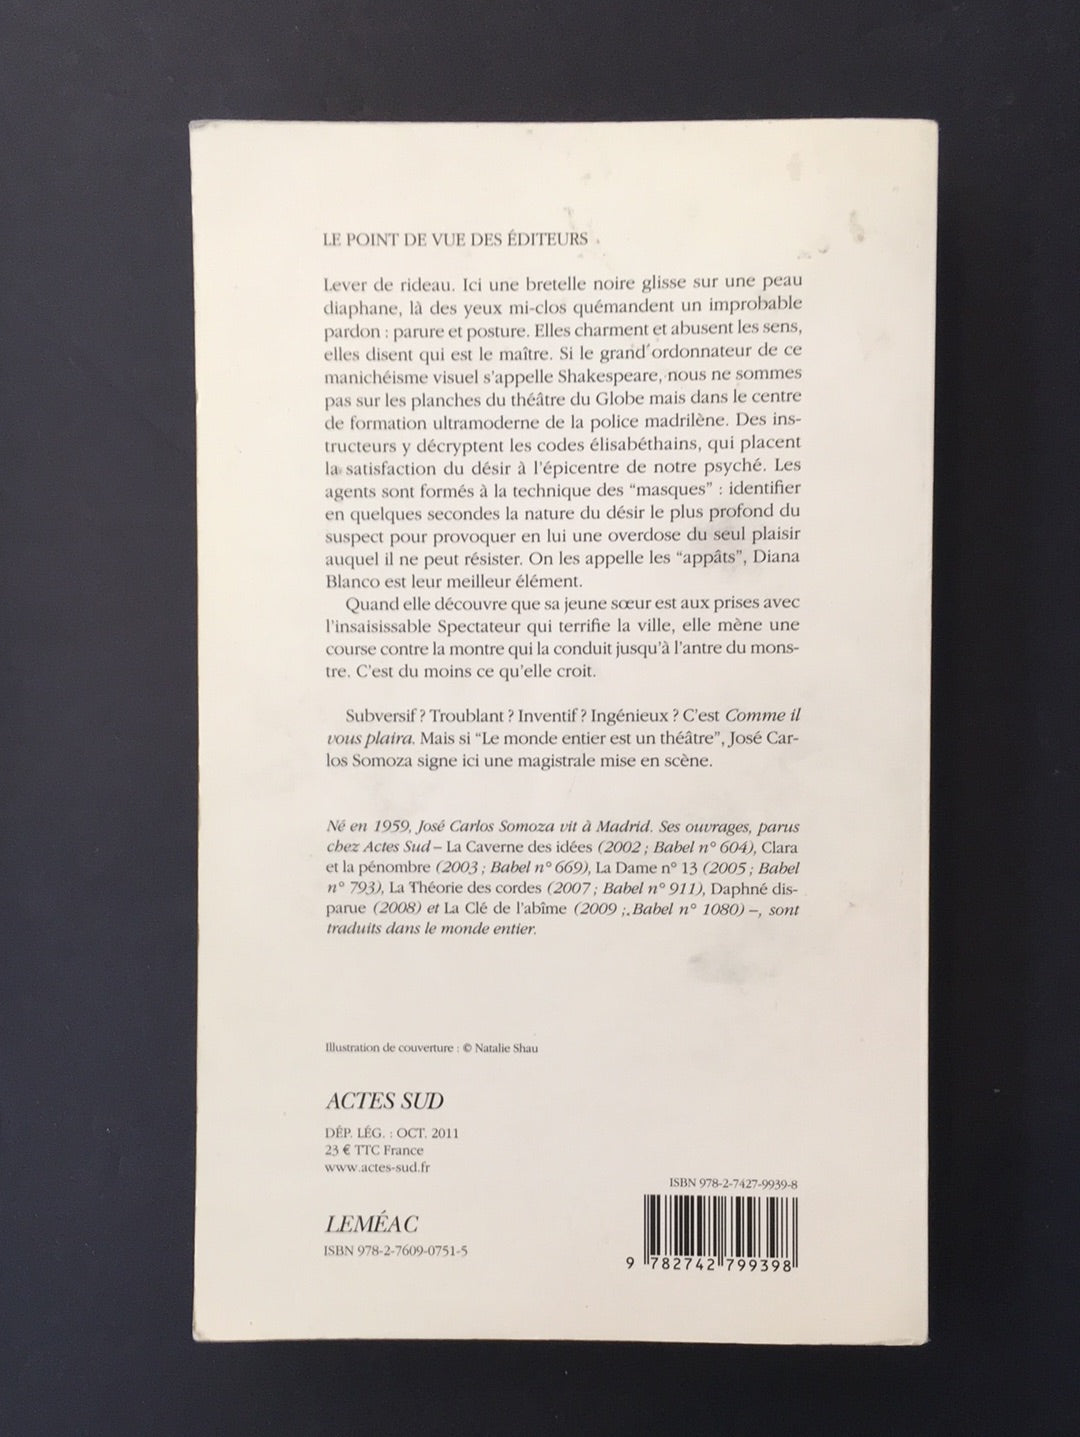 LE POINT DE VUE DES ÉDITEURS
Lever de rideau. Ici une bretelle noire glisse sur une peau
diaphane, là des yeux mi-clos quémandent un improbable
pardon : parure et posture. Elles charment et abusent les sens,
elles disent qui est le maître. Si le grand ordonnateur de ce
manichéisme visuel s'appelle Shakespeare, nous ne sommes
pas sur les planches du théâtre du Globe mais dans le centre
de formation ultramoderne de la police madrilène. Des ins-
tructeurs y décryptent les codes élisabéthains, qui placent
la satisfaction du désir à l'épicentre de notre psyché. Les
agents sont formés à la technique des “masques” : identifier
en quelques secondes la nature du désir le plus profond du
suspect pour provoquer en lui une overdose du seul plaisir
auquel il ne peut résister. On les appelle les “appâts”, Diana
Blanco est leur meilleur élément.
Quand elle découvre que sa jeune sœur est aux prises avec
l'insaisissable Spectateur qui terrifie la ville, elle mène une
course contre la montre qui la conduit jusqu'à l'antre du mons-
tre. C'est du moins ce qu'elle croit.
Subversif ? Troublant ? Inventif ? Ingénieux ? C'est Comme il
vous plaira. Mais si “Le monde entier est un théâtre”, José Car-
los Somoza signe ici une magistrale mise en scène.
Né en 1959, José Carlos Somoza vit à Madrid. Ses ouvrages, parus
chez Actes Sud – La Caverne des idées (2002 ; Babel n° 604), Clara
et la pénombre (2003 ; Babel n° 669), La Dame n° 13 (2005 ; Babel
n° 793), La Théorie des cordes (2007 ; Babel n° 911), Daphné dis-
parue (2008) et La Clé de l'abîme (2009 ; Babel n° 1080) –, sont
traduits dans le monde entier.
Illustration de couverture : © Natalie Shau
ACTES SUD
DÉP. LÉG. : OCT. 2011
23 € TTC France
www.actes-sud.fr
ISBN 978-2-7427-9939-8
LEMÉAC
ISBN 978-2-7609-0751-5
9 782742 799398